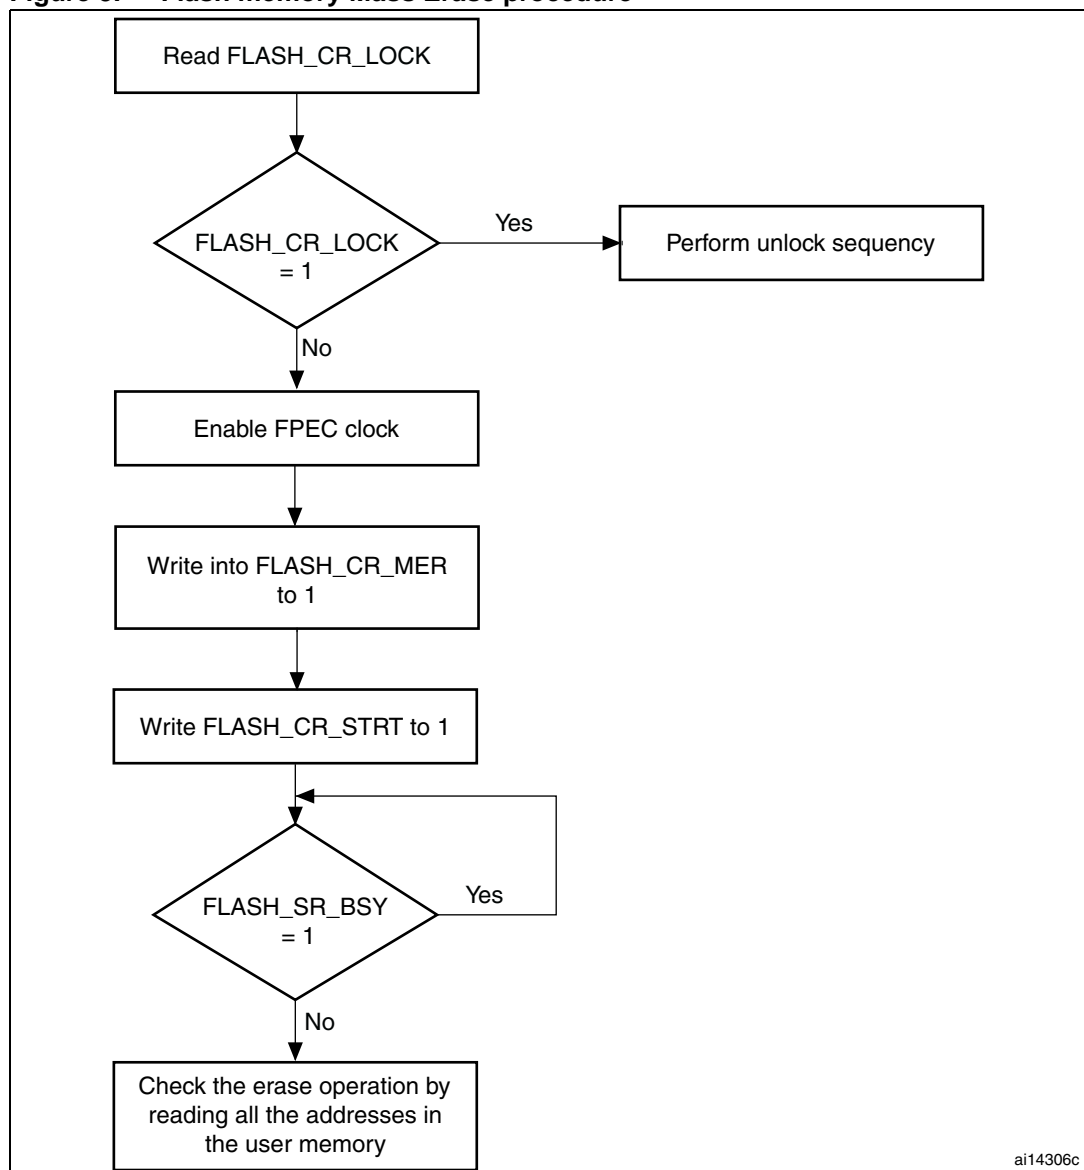 Flash memory Mass Erase procedure
Read FLASH_CR_LOCK
FLASH_CR_LOCK
= 1
Yes
Perform unlock sequency
No
Enable FPEC clock
Write into FLASH_CR_MER
to 1
Write FLASH_CR_STRT to 1
FLASH_SR_BSY
= 1
Yes
No
Check the erase operation by
reading all the addresses in
the user memory
ai14306c